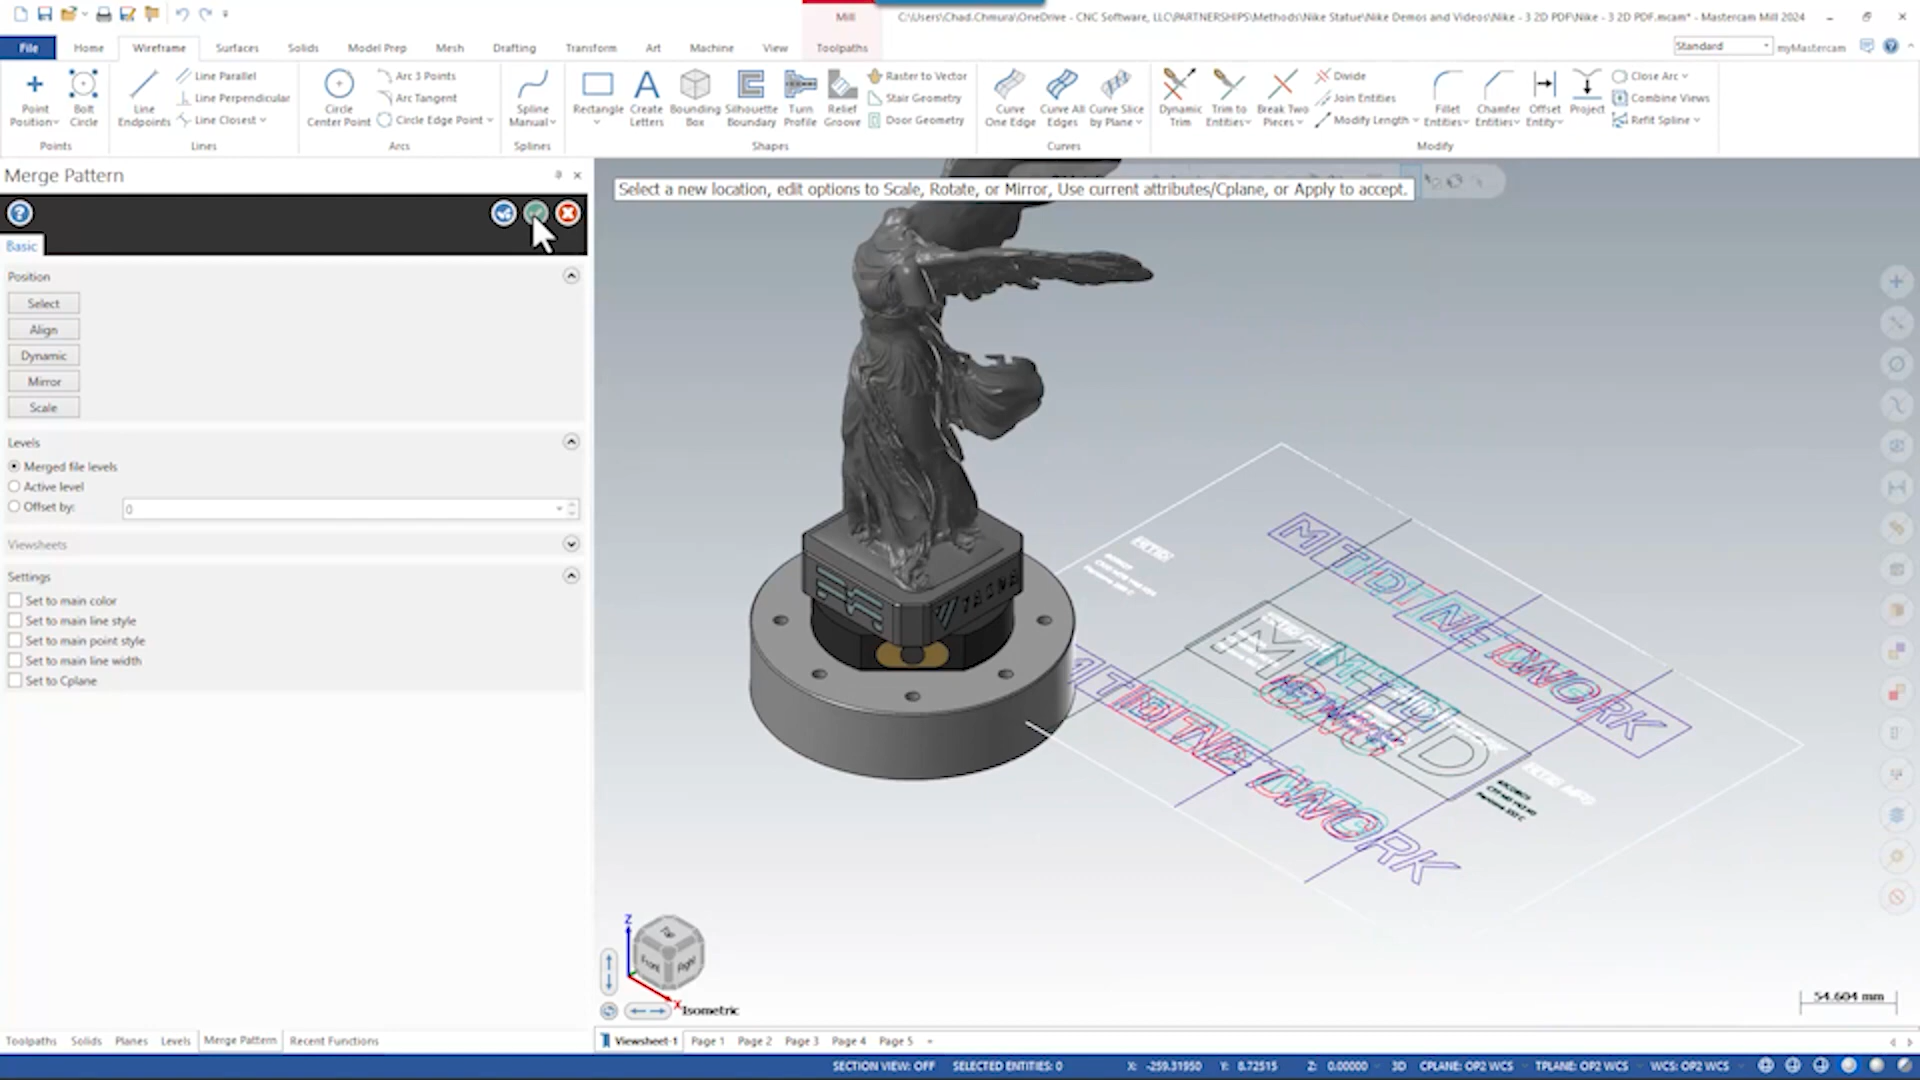 Mill
C:\Users\Chad.Chmura\OneDrive - CNC Software, LLC\PARTNERSHIPS\Methods\Nike Statue\Nike Demos and Videos\Nike - 3 2D PDF\Nike - 3 2D PDF.mcam* - Mastercam Mill 2024
File Home Wireframe Surfaces Solids Model Prep Mesh Drafting Transform Art Machine View Toolpaths
Standard
myMastercam
Point Position
Bolt Circle
Points
Line Endpoints
Line Parallel
Line Perpendicular
Line Closest
Lines
Circle Center Point
Arc 3 Points
Arc Tangent
Circle Edge Point
Arcs
Spline Manual
Splines
Rectangle
Create Letters
Bounding Box
Silhouette Boundary
Turn Profile
Relief Groove
Raster to Vector
Stair Geometry
Door Geometry
Shapes
Curve One Edge
Curve All Edges
Curve Slice by Plane
Curves
Dynamic Trim
Trim to Entities
Break Two Pieces
Divide
Join Entities
Modify Length
Fillet Entities
Chamfer Entities
Offset Entity
Project
Close Arc
Combine Views
Refit Spline
Modify
Merge Pattern
Basic
Position
Select
Align
Dynamic
Mirror
Scale
Levels
Merged file levels
Active level
Offset by:
0
Viewsheets
Settings
Set to main color
Set to main line style
Set to main point style
Set to main line width
Set to Cplane
Select a new location, edit options to Scale, Rotate, or Mirror, Use current attributes/Cplane, or Apply to accept.
MTDNETWORK
MTDNETWORK
MTD
CNC
Z
X
Top
Front
Right
Isometric
54.604 mm
Toolpaths Solids Planes Levels Merge Pattern Recent Functions
Viewsheet-1 Page 1 Page 2 Page 3 Page 4 Page 5 +
SECTION VIEW: OFF SELECTED ENTITIES: 0 X: -259.31950 Y: 8.72515 Z: 0.00000 3D CPLANE: OP2 WCS TPLANE: OP2 WCS WCS: OP2 WCS